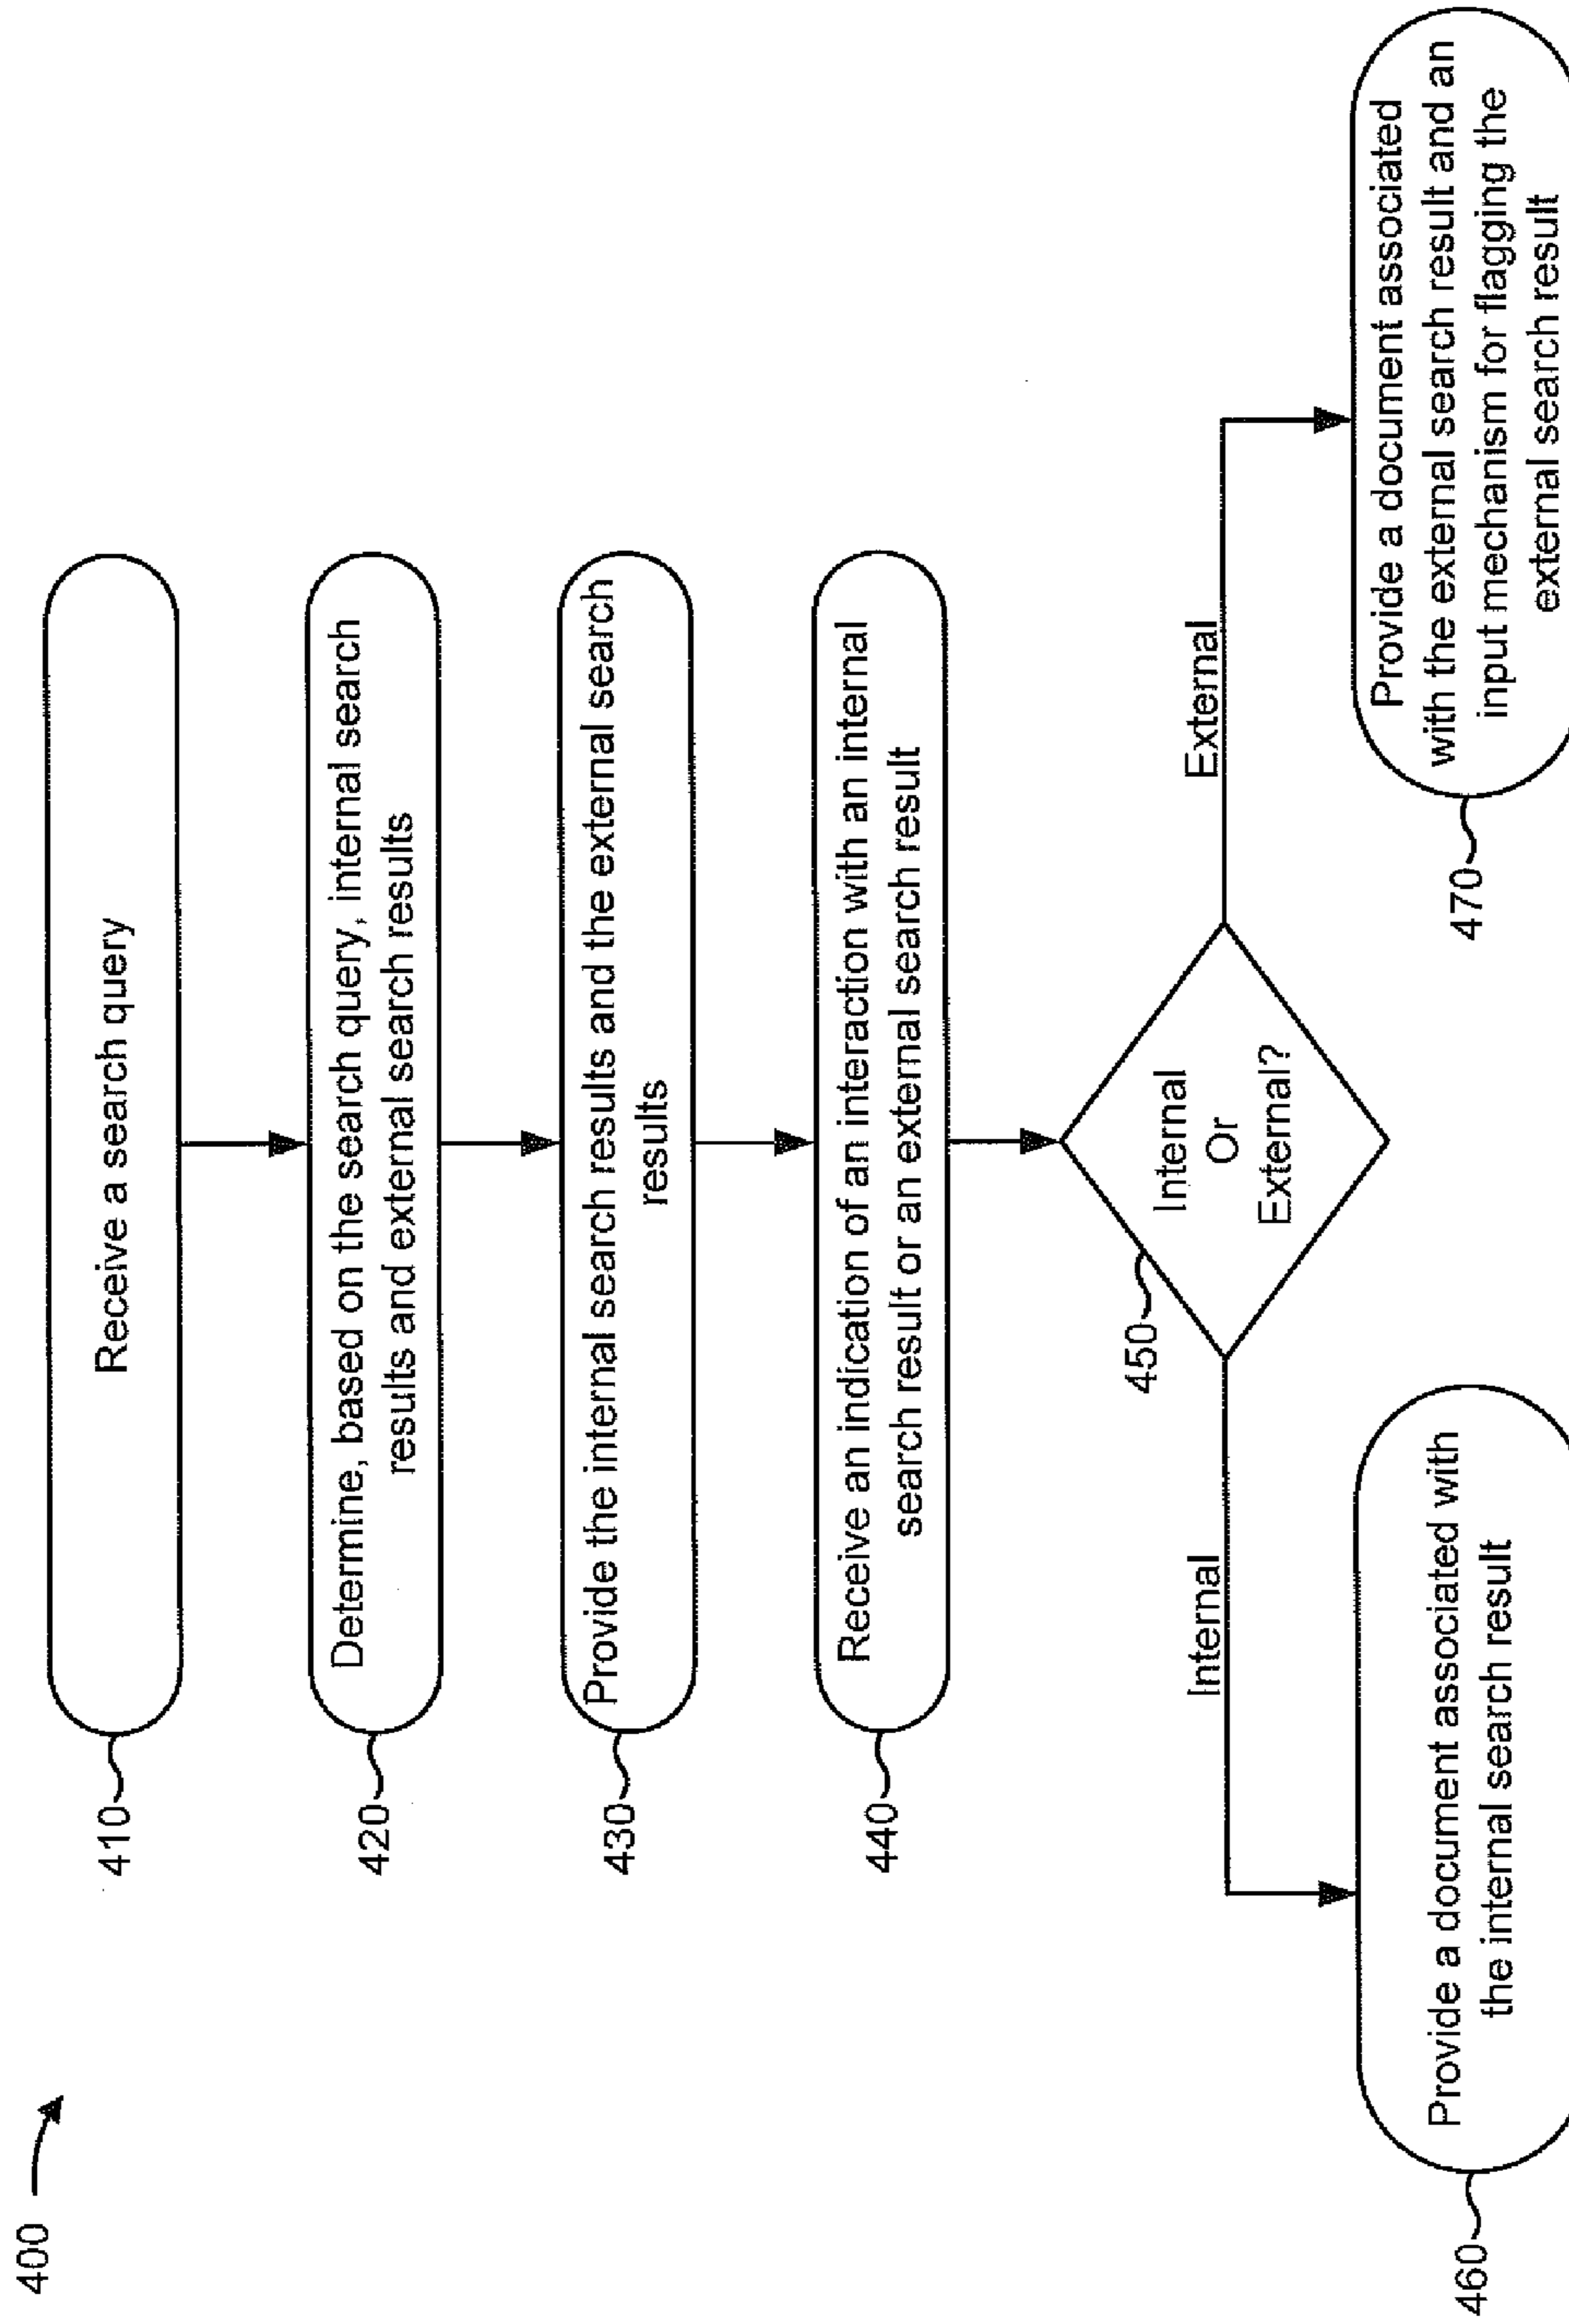 400
410
Receive a search query
420
Determine, based on the search query, internal search
results and external search results
430
Provide the internal search results and the external search
results
440
Receive an indication of an interaction with an internal
search result or an external search result
450
Internal
Or
External?
Internal
External
460
Provide a document associated with
the internal search result
470
Provide a document associated
with the external search result and an
input mechanism for flagging the
external search result